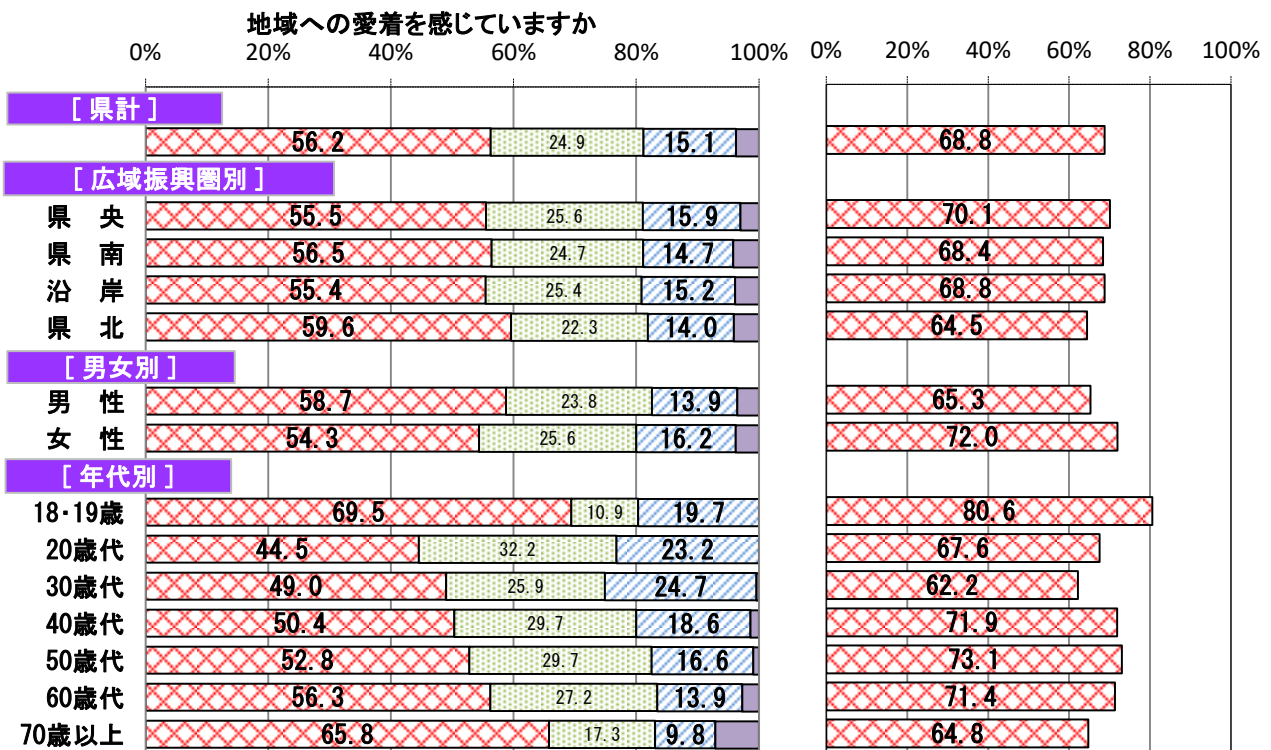 地域への愛着を感じていますか
0% 20% 40% 60% 80% 100% 0% 20% 40% 60% 80% 100%
[ 県計 ]
56.2 24.9 15.1 68.8
[ 広域振興圏別 ]
県 央 55.5 25.6 15.9 70.1
県 南 56.5 24.7 14.7 68.4
沿 岸 55.4 25.4 15.2 68.8
県 北 59.6 22.3 14.0 64.5
[ 男女別 ]
男 性 58.7 23.8 13.9 65.3
女 性 54.3 25.6 16.2 72.0
[ 年代別 ]
18・19歳 69.5 10.9 19.7 80.6
20歳代 44.5 32.2 23.2 67.6
30歳代 49.0 25.9 24.7 62.2
40歳代 50.4 29.7 18.6 71.9
50歳代 52.8 29.7 16.6 73.1
60歳代 56.3 27.2 13.9 71.4
70歳以上 65.8 17.3 9.8 64.8